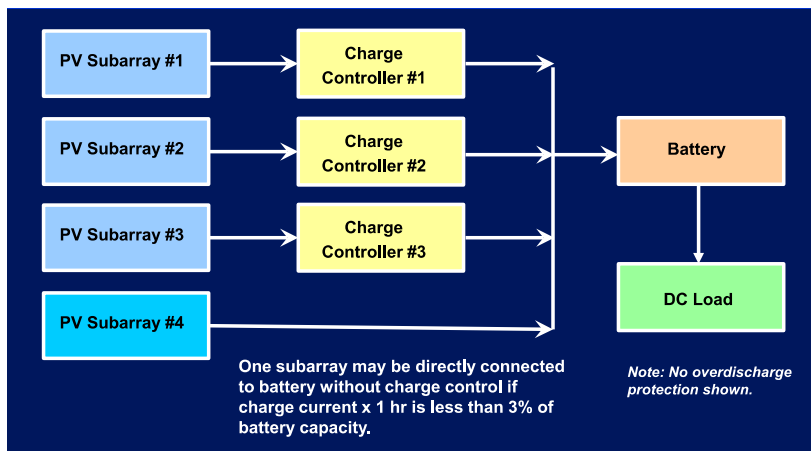 PV Subarray #1
Charge
Controller #1
PV Subarray #2
Charge
Controller #2
Battery
PV Subarray #3
Charge
Controller #3
DC Load
PV Subarray #4
One subarray may be directly connected
to battery without charge control if
charge current x 1 hr is less than 3% of
battery capacity.
Note: No overdischarge
protection shown.